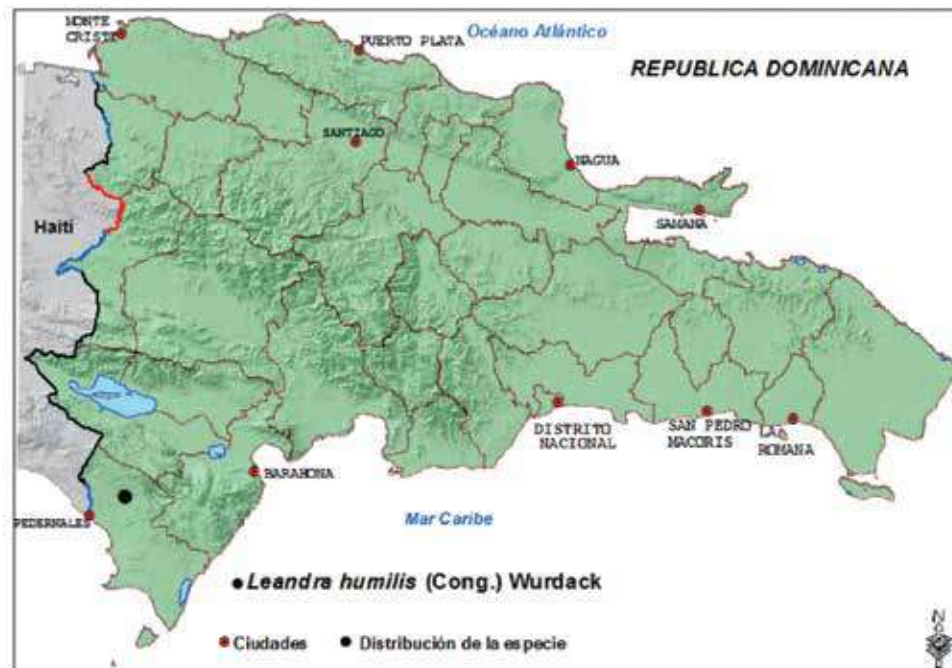 MONTE
CRISTI
PUERTO PLATA
Océano Atlántico
REPUBLICA DOMINICANA
SANTIAGO
NAGUA
SAMANA
Haití
DISTRITO
NACIONAL
SAN PEDRO
MACORIS
LA
ROMANA
BARAHONA
PEDERNALES
Mar Caribe
Leandra humilis (Cong.) Wurdack
Ciudades
Distribución de la especie
N